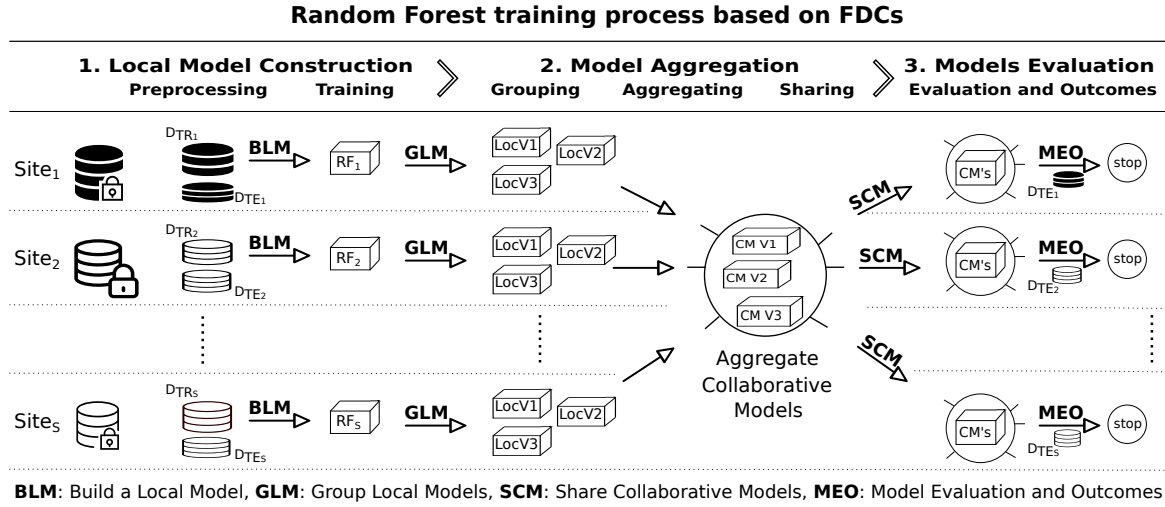 Random Forest training process based on FDCs
1. Local Model Construction
Preprocessing Training
2. Model Aggregation
Grouping Aggregating Sharing
3. Models Evaluation
Evaluation and Outcomes
Site1
DTR1
DTE1
BLM
RF1
GLM
LocV1
LocV2
LocV3
SCM
CM's
MEO
DTE1
stop
Site2
DTR2
DTE2
BLM
RF2
GLM
LocV1
LocV2
LocV3
CM V1
CM V2
CM V3
Aggregate
Collaborative
Models
SCM
CM's
MEO
DTE2
stop
SiteS
DTRS
DTES
BLM
RFS
GLM
LocV1
LocV2
LocV3
SCM
CM's
MEO
DTES
stop
BLM: Build a Local Model, GLM: Group Local Models, SCM: Share Collaborative Models, MEO: Model Evaluation and Outcomes